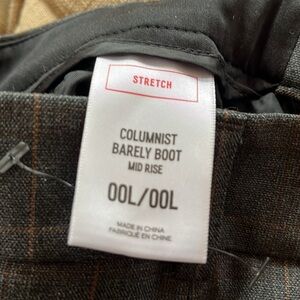 STRETCH
COLUMNIST
BARELY BOOT
MID RISE
00L/00L
MADE IN CHINA
FABRIQUÉ EN CHINE